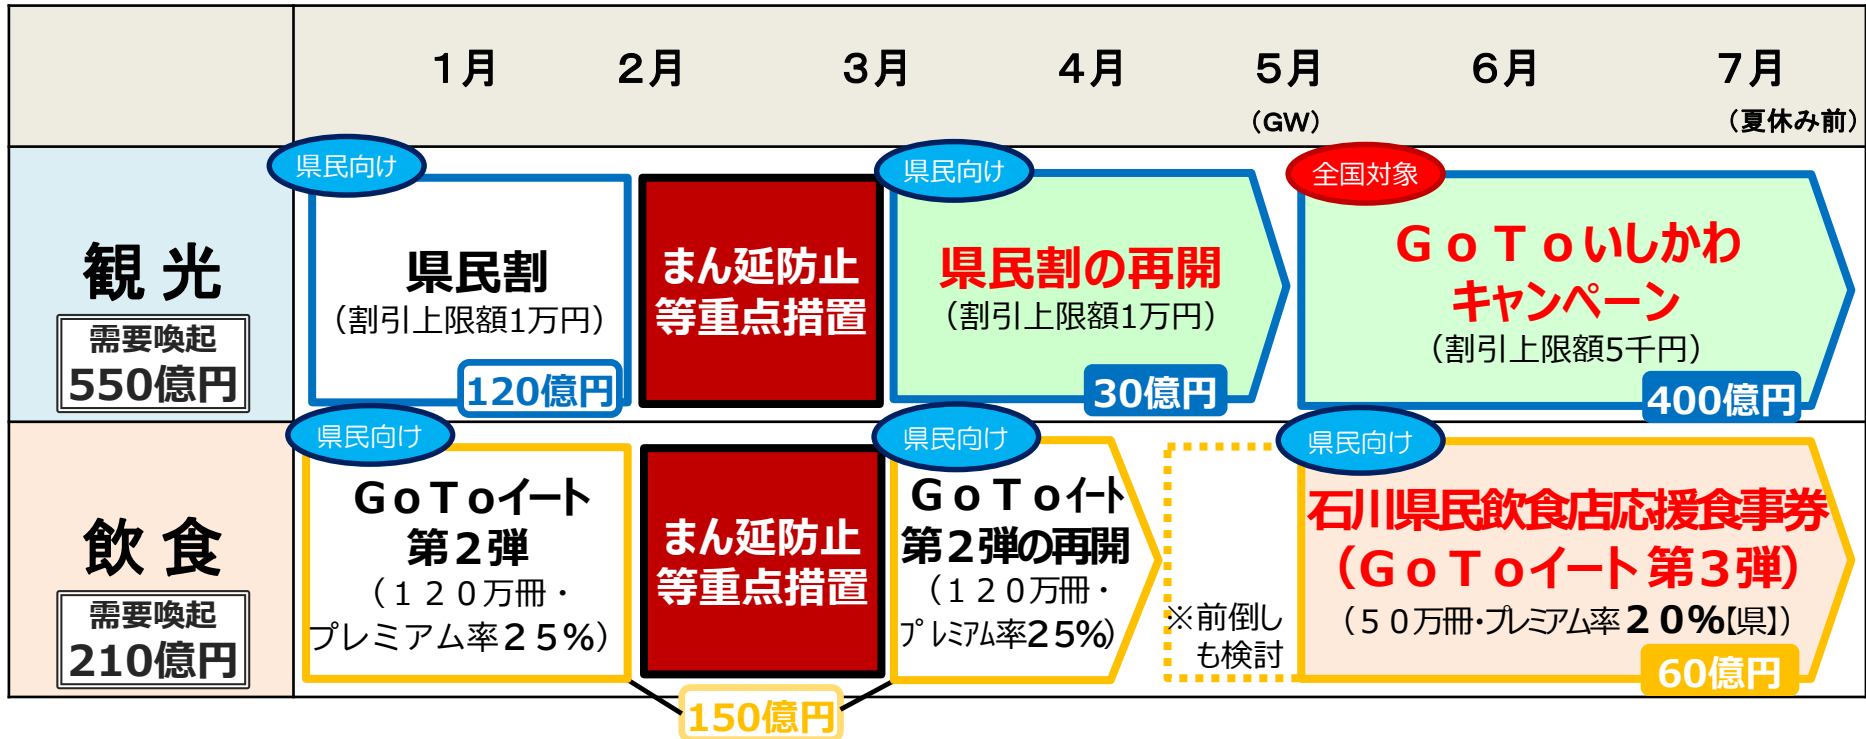 1月
2月
3月
4月
5月
6月
7月
（GW）
（夏休み前）
観 光
需要喚起
550億円
県民向け
県民割
（割引上限額1万円）
120億円
まん延防止
等重点措置
県民向け
県民割の再開
（割引上限額1万円）
30億円
全国対象
ＧｏＴｏいしかわ
キャンペーン
（割引上限額5千円）
400億円
飲 食
需要喚起
210億円
県民向け
ＧｏＴｏイート
第２弾
（１２０万冊・
プレミアム率２５%）
まん延防止
等重点措置
県民向け
ＧｏＴｏイート
第２弾の再開
（１２０万冊・
プレミアム率25%）
150億円
※前倒し
も検討
県民向け
石川県民飲食店応援食事券
（ＧｏＴｏイート 第３弾）
（５０万冊・プレミアム率２０%【県】）
60億円